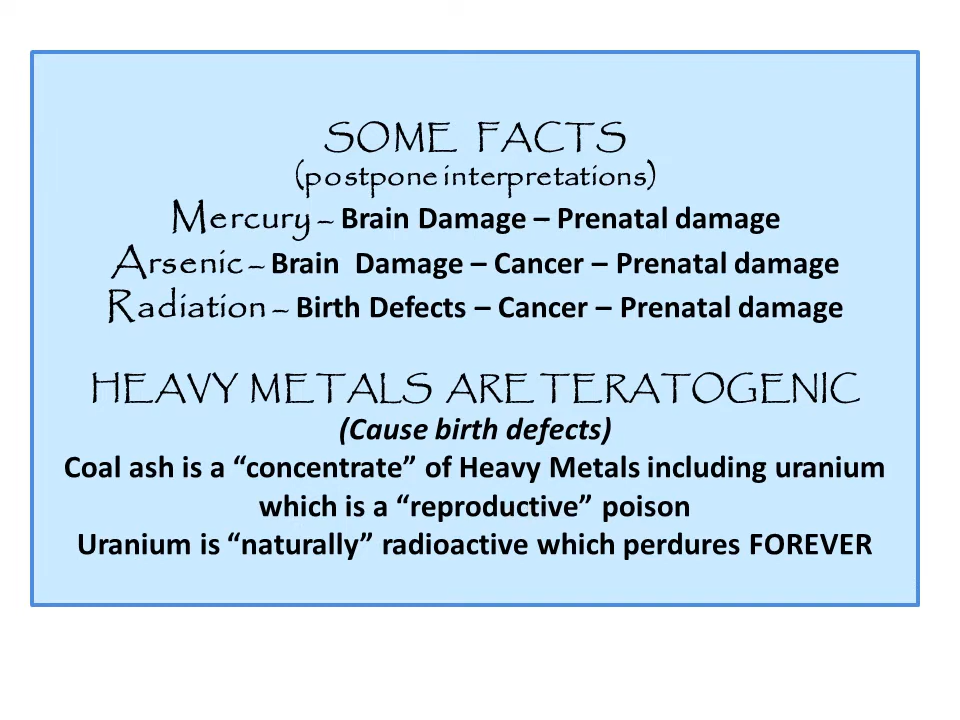 SOME FACTS
(postpone interpretations)
Mercury – Brain Damage – Prenatal damage
Arsenic – Brain Damage – Cancer – Prenatal damage
Radiation – Birth Defects – Cancer – Prenatal damage
HEAVY METALS ARE TERATOGENIC
(Cause birth defects)
Coal ash is a “concentrate” of Heavy Metals including uranium
which is a “reproductive” poison
Uranium is “naturally” radioactive which perdures FOREVER